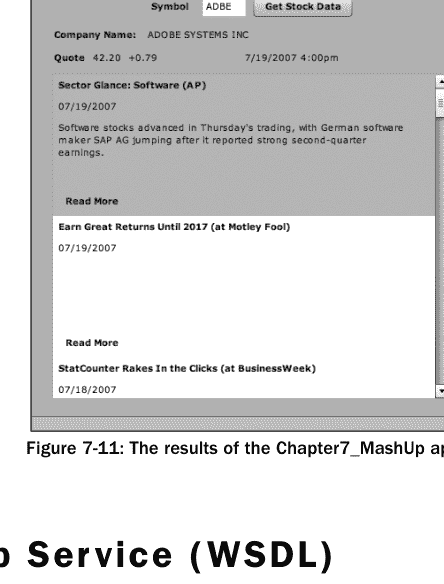 Symbol ADBE Get Stock Data
Company Name: ADOBE SYSTEMS INC
Quote 42.20 +0.79 7/19/2007 4:00pm
Sector Glance: Software (AP)
07/19/2007
Software stocks advanced in Thursday's trading, with German software
maker SAP AG jumping after it reported strong second-quarter
earnings.
Read More
Earn Great Returns Until 2017 (at Motley Fool)
07/19/2007
Read More
StatCounter Rakes In the Clicks (at BusinessWeek)
07/18/2007
Figure 7-11: The results of the Chapter7_MashUp
Service (WSDL)